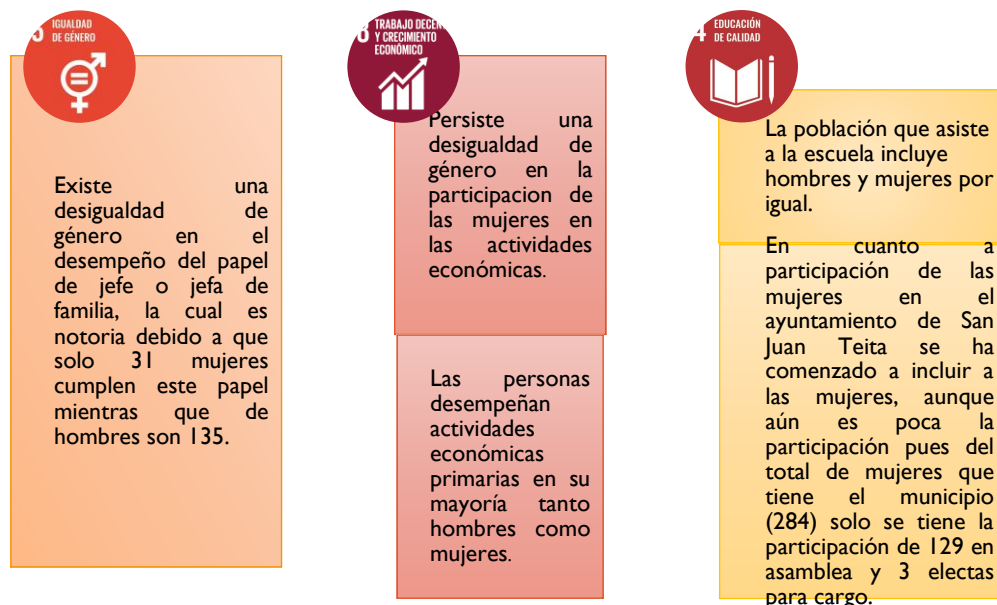 5 IGUALDAD
DE GÉNERO
Existe una
desigualdad de
género en el
desempeño del papel
de jefe o jefa de
familia, la cual es
notoria debido a que
solo 31 mujeres
cumplen este papel
mientras que de
hombres son 135.
8 TRABAJO DECEN
Y CRECIMIENTO
ECONÓMICO
Persiste una
desigualdad de
género en la
participacion de
las mujeres en
las actividades
económicas.
Las personas
desempeñan
actividades
económicas
primarias en su
mayoría tanto
hombres como
mujeres.
4 EDUCACIÓN
DE CALIDAD
La población que asiste
a la escuela incluye
hombres y mujeres por
igual.
En cuanto a
participación de las
mujeres en el
ayuntamiento de San
Juan Teita se ha
comenzado a incluir a
las mujeres, aunque
aún es poca la
participación pues del
total de mujeres que
tiene el municipio
(284) solo se tiene la
participación de 129 en
asamblea y 3 electas
para cargo.